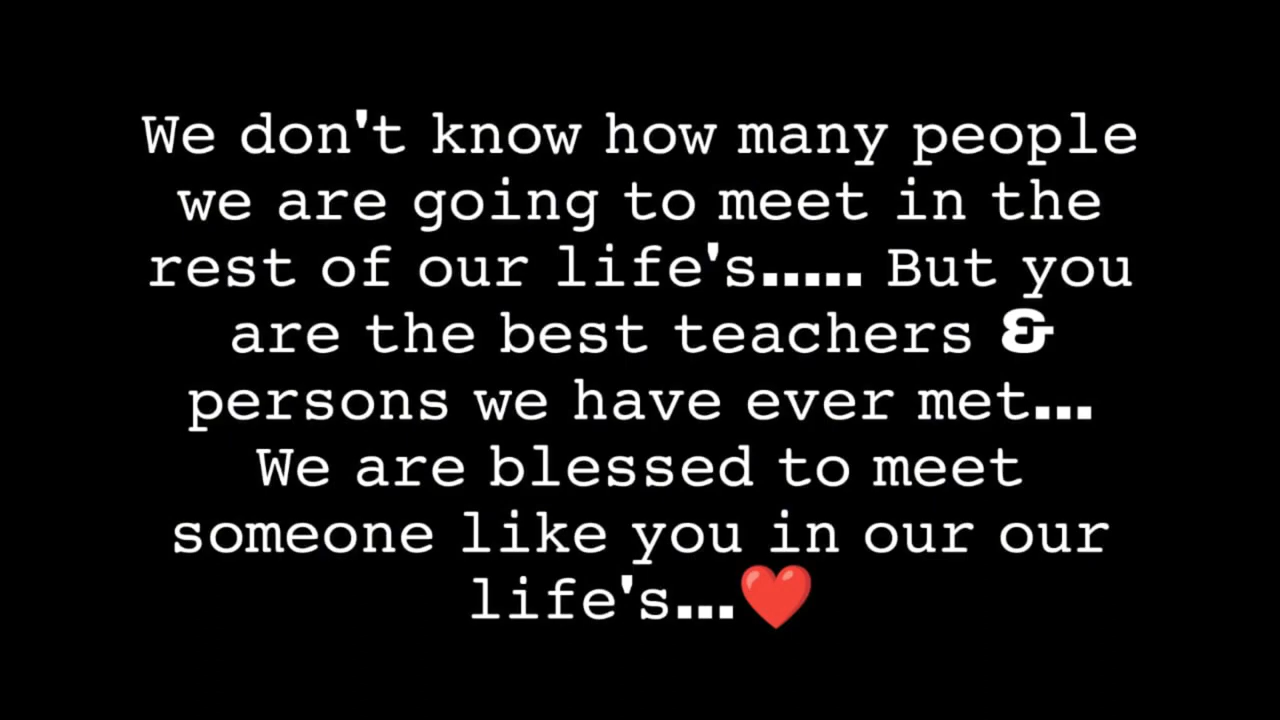 We don't know how many people
we are going to meet in the
rest of our life's..... But you
are the best teachers &
persons we have ever met...
We are blessed to meet
someone like you in our our
life's...❤️